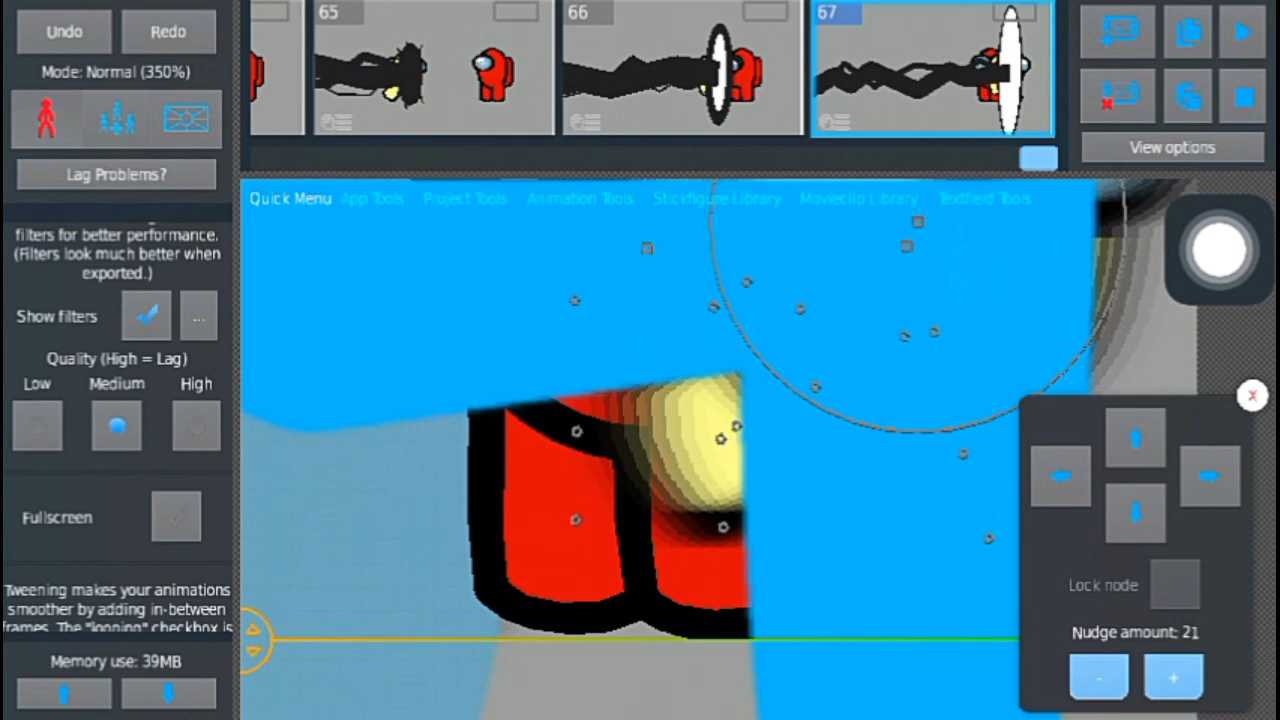 Undo
Redo
Mode: Normal (350%)
Lag Problems?
filters for better performance.
(Filters look much better when
exported.)
Show filters
...
Quality (High = Lag)
Low
Medium
High
Fullscreen
Tweening makes your animations
smoother by adding in-between
frames. The "looping" checkbox is
Memory use: 39MB
65
66
67
View options
Quick Menu
App Tools
Project Tools
Animation Tools
Stickfigure Library
Movieclip Library
Textfield Tools
X
Lock node
Nudge amount: 21
-
+